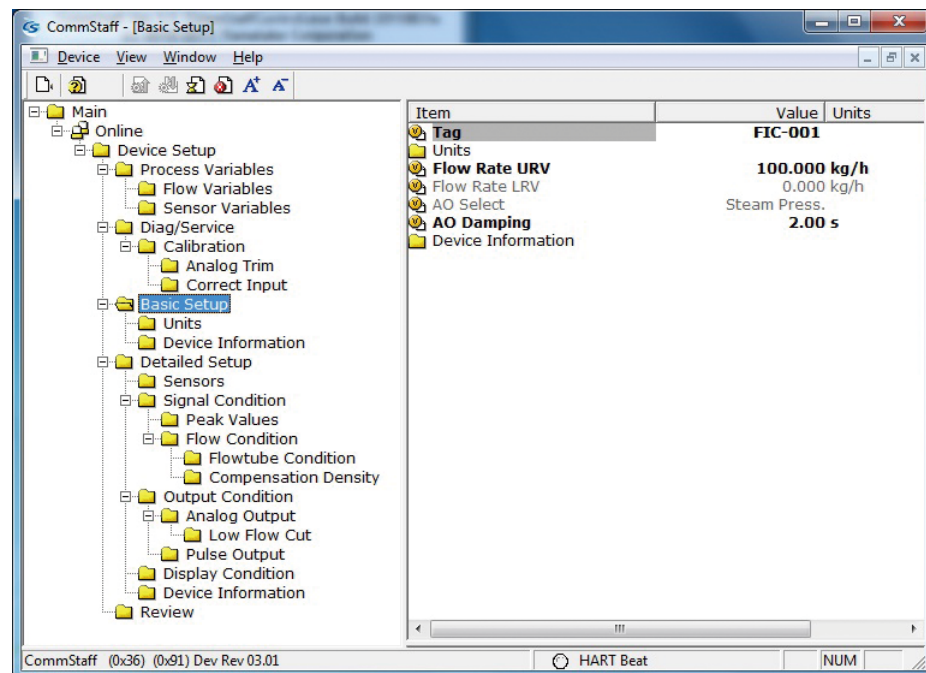 CommStaff - [Basic Setup]
Device View Window Help
Main
Online
Device Setup
Process Variables
Flow Variables
Sensor Variables
Diag/Service
Calibration
Analog Trim
Correct Input
Basic Setup
Units
Device Information
Detailed Setup
Sensors
Signal Condition
Peak Values
Flow Condition
Flowtube Condition
Compensation Density
Output Condition
Analog Output
Low Flow Cut
Pulse Output
Display Condition
Device Information
Review
Item Value Units
Tag FIC-001
Units
Flow Rate URV 100.000 kg/h
Flow Rate LRV 0.000 kg/h
AO Select Steam Press.
AO Damping 2.00 s
Device Information
CommStaff (0x36) (0x91) Dev Rev 03.01 HART Beat NUM